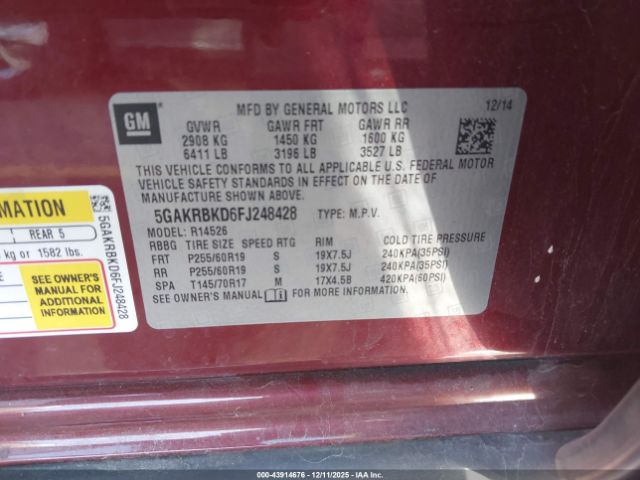 GM
MFD BY GENERAL MOTORS LLC 12/14
GVWR GAWR FRT GAWR RR
2908 KG 1450 KG 1600 KG
6411 LB 3196 LB 3527 LB
THIS VEHICLE CONFORMS TO ALL APPLICABLE U.S. FEDERAL MOTOR
VEHICLE SAFETY STANDARDS IN EFFECT ON THE DATE OF
MANUFACTURE SHOWN ABOVE.
5GAKRBKD6FJ248428 TYPE: M.P.V.
MODEL: R14526
RBBG TIRE SIZE SPEED RTG RIM COLD TIRE PRESSURE
FRT P255/60R19 S 19X7.5J 240KPA(35PSI)
RR P255/60R19 S 19X7.5J 240KPA(35PSI)
SPA T145/70R17 M 17X4.5B 420KPA(60PSI)
SEE OWNER'S MANUAL FOR MORE INFORMATION.
MATION
REAR 5
kg or 1582 lbs.
SEE OWNER'S
MANUAL FOR
ADDITIONAL
INFORMATION
5GAKRBKD6FJ248428
000-43914676 - 12/11/2025 - IAA Inc.